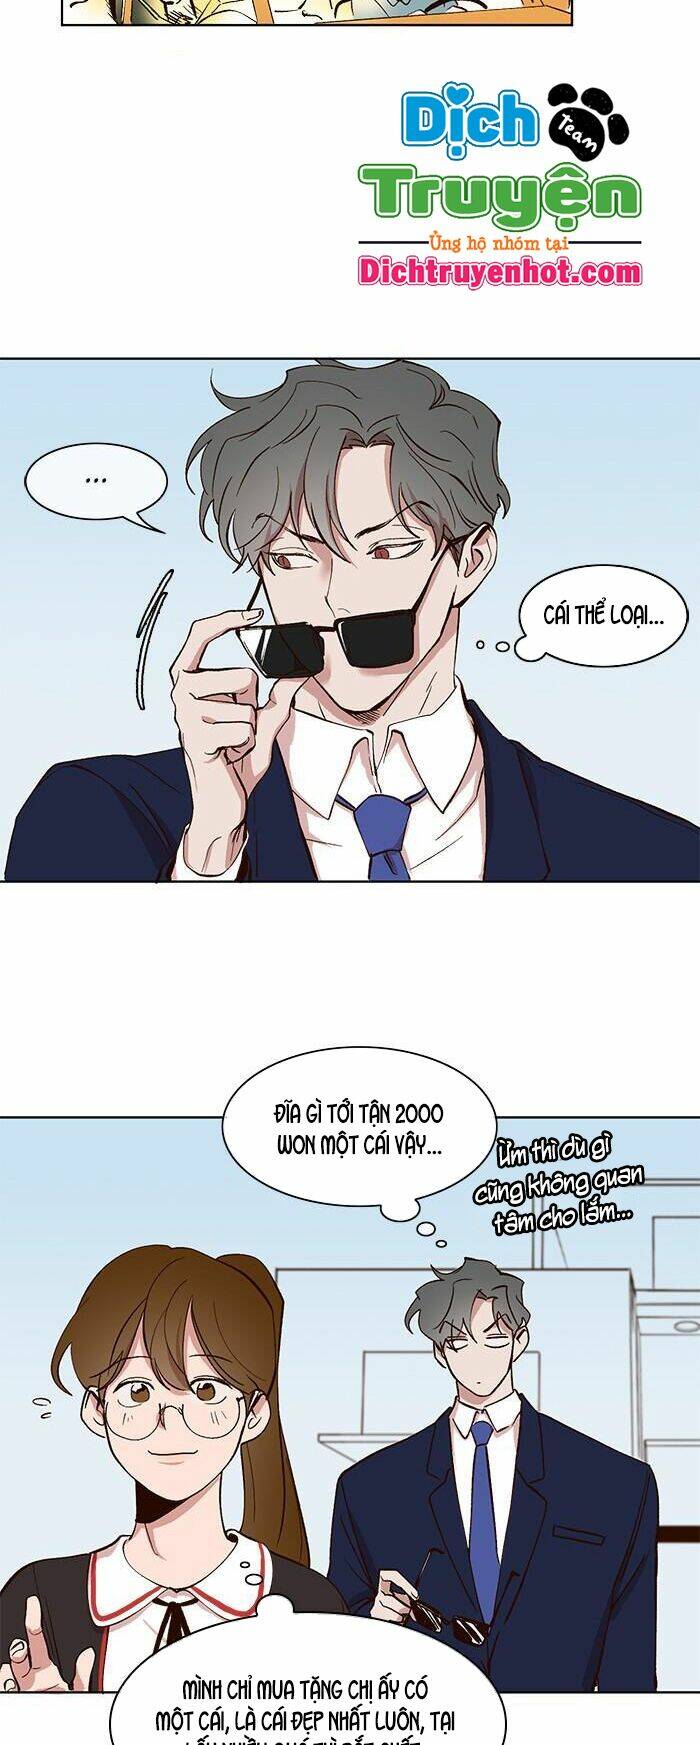 Dịch
Team
Truyện
Ủng hộ nhóm tại
Dichtruyenhot.com
...
CÁI THỂ LOẠI...
ĐĨA GÌ TỚI TẬN 2000
WON MỘT CÁI VẬY...
Ừm thì dù gì
cũng không quan
tâm cho lắm...
MÌNH CHỈ MUA TẶNG CHỊ ẤY CÓ
MỘT CÁI, LÀ CÁI ĐẸP NHẤT LUÔN, TẠI